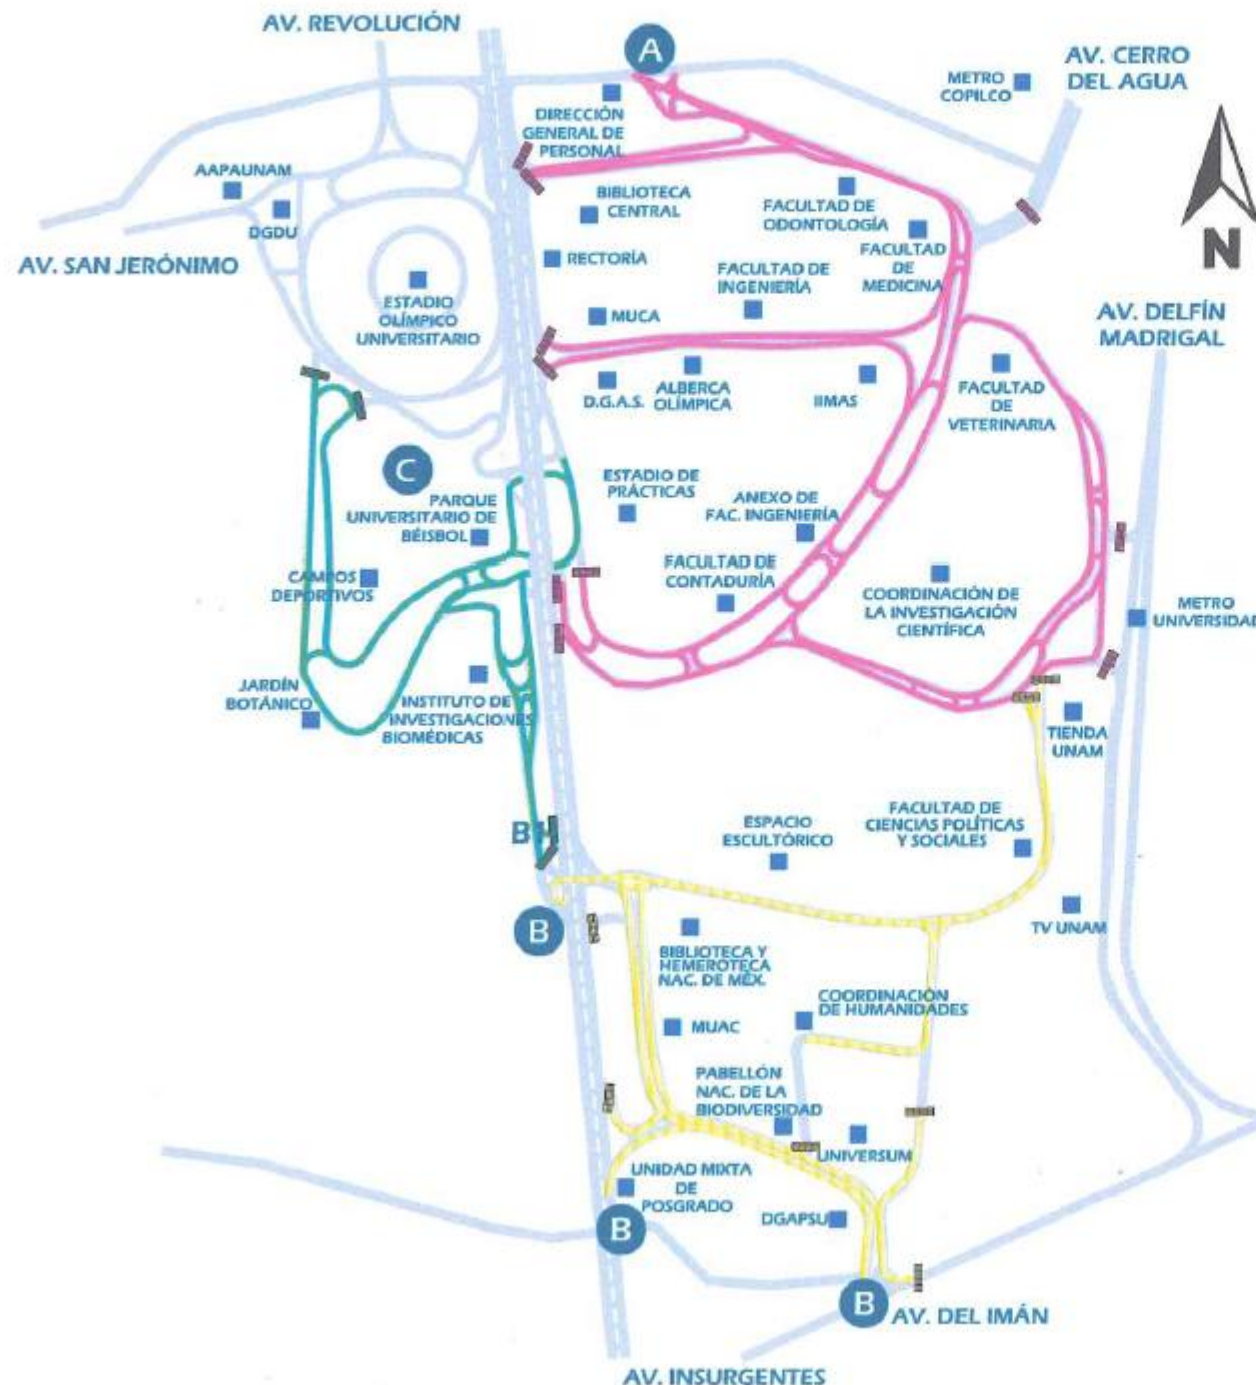 AV. REVOLUCIÓN
A
AV. CERRO
DEL AGUA
METRO
COPILCO
DIRECCIÓN
GENERAL DE
PERSONAL
N
AAPAUNAM
DGDU
AV. SAN JERÓNIMO
BIBLIOTECA
CENTRAL
FACULTAD DE
ODONTOLOGÍA
FACULTAD
DE
MEDICINA
RECTORÍA
FACULTAD DE
INGENIERÍA
ESTADIO
OLÍMPICO
UNIVERSITARIO
MUCA
AV. DELFÍN
MADRIGAL
D.G.A.S.
ALBERCA
OLÍMPICA
IIMAS
FACULTAD
DE
VETERINARIA
C
PARQUE
UNIVERSITARIO DE
BÉISBOL
ESTADIO DE
PRÁCTICAS
ANEXO DE
FAC. INGENIERÍA
CAMPOS
DEPORTIVOS
FACULTAD DE
CONTADURÍA
COORDINACIÓN DE
LA INVESTIGACIÓN
CIENTÍFICA
METRO
UNIVERSIDAD
JARDÍN
BOTÁNICO
INSTITUTO DE
INVESTIGACIONES
BIOMÉDICAS
TIENDA
UNAM
B1
ESPACIO
ESCULTÓRICO
FACULTAD DE
CIENCIAS POLÍTICAS
Y SOCIALES
B
TV UNAM
BIBLIOTECA Y
HEMEROTECA
NAC. DE MÉX.
COORDINACIÓN
DE HUMANIDADES
MUAC
PABELLÓN
NAC. DE LA
BIODIVERSIDAD
UNIVERSUM
UNIDAD MIXTA
DE
POSGRADO
DGAPSU
B
B
AV. DEL IMÁN
AV. INSURGENTES